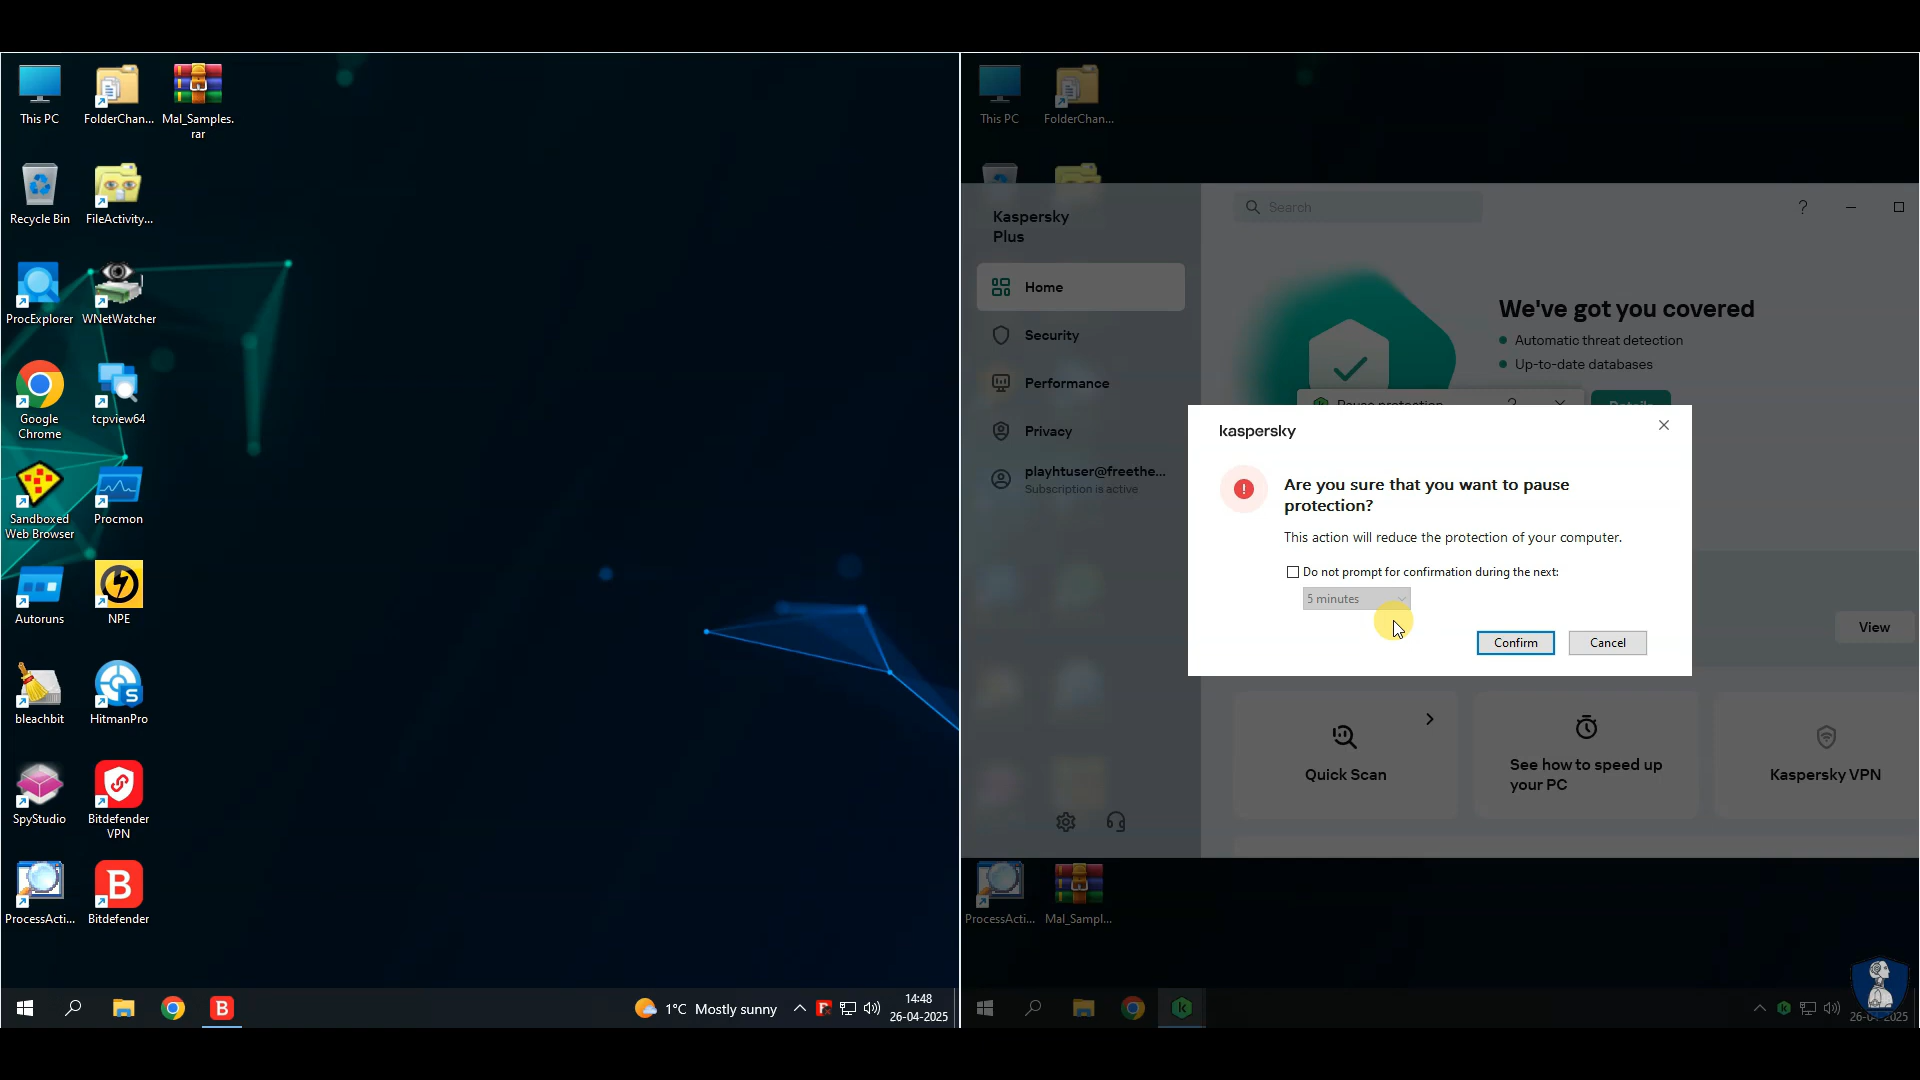 This PC
FolderChan...
Mal_Samples.
rar
Recycle Bin
FileActivity...
ProcExplorer
WNetWatcher
Google
Chrome
tcpview64
Sandboxed
Web Browser
Procmon
Autoruns
NPE
bleachbit
HitmanPro
SpyStudio
Bitdefender
VPN
ProcessActi...
Bitdefender
1°C Mostly sunny
14:48
26-04-2025
This PC
FolderChan...
Kaspersky
Plus
Search
Home
Security
Performance
Privacy
playhtuser@freethe...
Subscription is active
We've got you covered
Automatic threat detection
Up-to-date databases
Pause protection
Details
kaspersky
Are you sure that you want to pause
protection?
This action will reduce the protection of your computer.
Do not prompt for confirmation during the next:
5 minutes
Confirm
Cancel
View
Quick Scan
See how to speed up
your PC
Kaspersky VPN
ProcessActi...
Mal_Sampl...